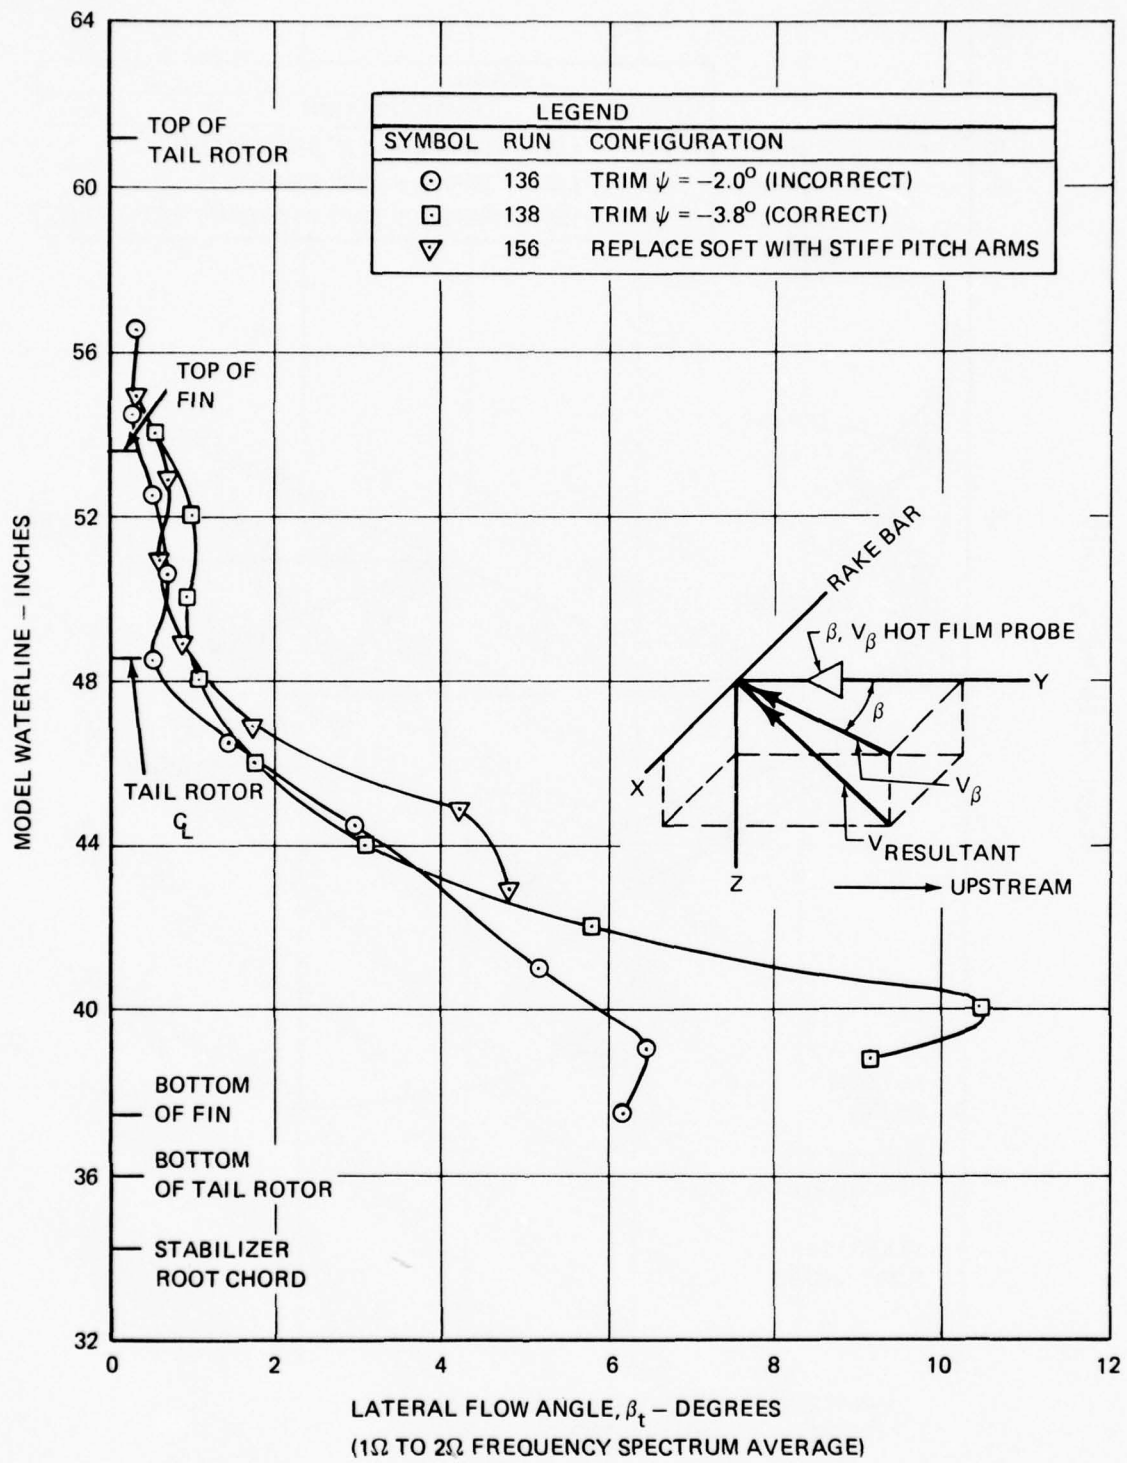 64
TOP OF
TAIL ROTOR
LEGEND
SYMBOL RUN CONFIGURATION
136 TRIM ψ = −2.0° (INCORRECT)
138 TRIM ψ = −3.8° (CORRECT)
156 REPLACE SOFT WITH STIFF PITCH ARMS
60
56
TOP OF
FIN
52
RAKE BAR
β, Vβ HOT FILM PROBE
48
Y
β
X
Vβ
TAIL ROTOR
℄
44
V RESULTANT
Z
UPSTREAM
MODEL WATERLINE − INCHES
40
BOTTOM
OF FIN
BOTTOM
36
OF TAIL ROTOR
STABILIZER
ROOT CHORD
32
0 2 4 6 8 10 12
LATERAL FLOW ANGLE, βt − DEGREES
(1Ω TO 2Ω FREQUENCY SPECTRUM AVERAGE)